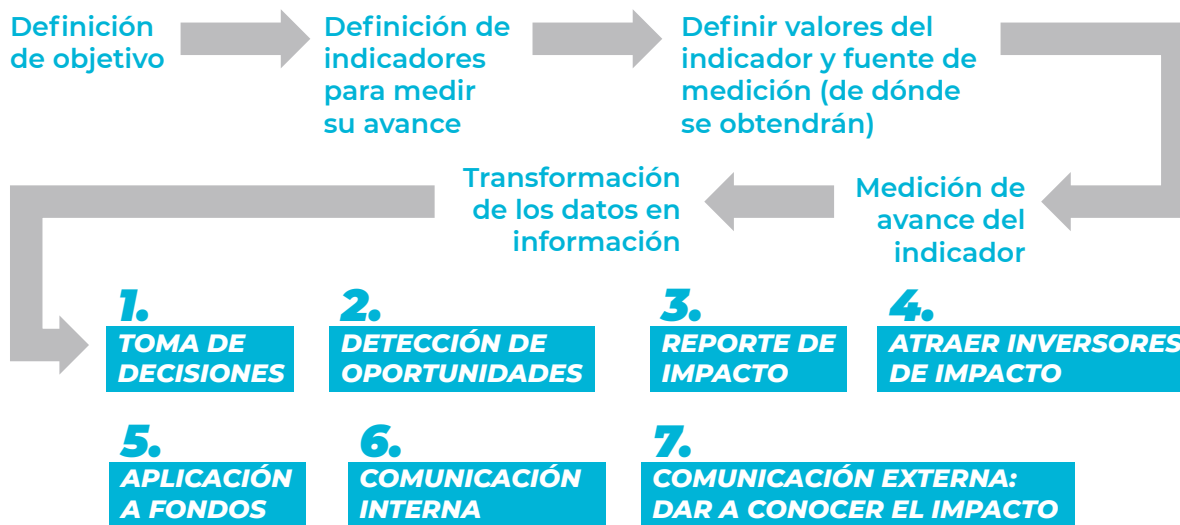 Definición
de objetivo
Definición de
indicadores
para medir
su avance
Definir valores del
indicador y fuente de
medición (de dónde
se obtendrán)
Medición de
avance del
indicador
Transformación
de los datos en
información
1.
TOMA DE
DECISIONES
2.
DETECCIÓN DE
OPORTUNIDADES
3.
REPORTE DE
IMPACTO
4.
ATRAER INVERSORES
DE IMPACTO
5.
APLICACIÓN
A FONDOS
6.
COMUNICACIÓN
INTERNA
7.
COMUNICACIÓN EXTERNA:
DAR A CONOCER EL IMPACTO